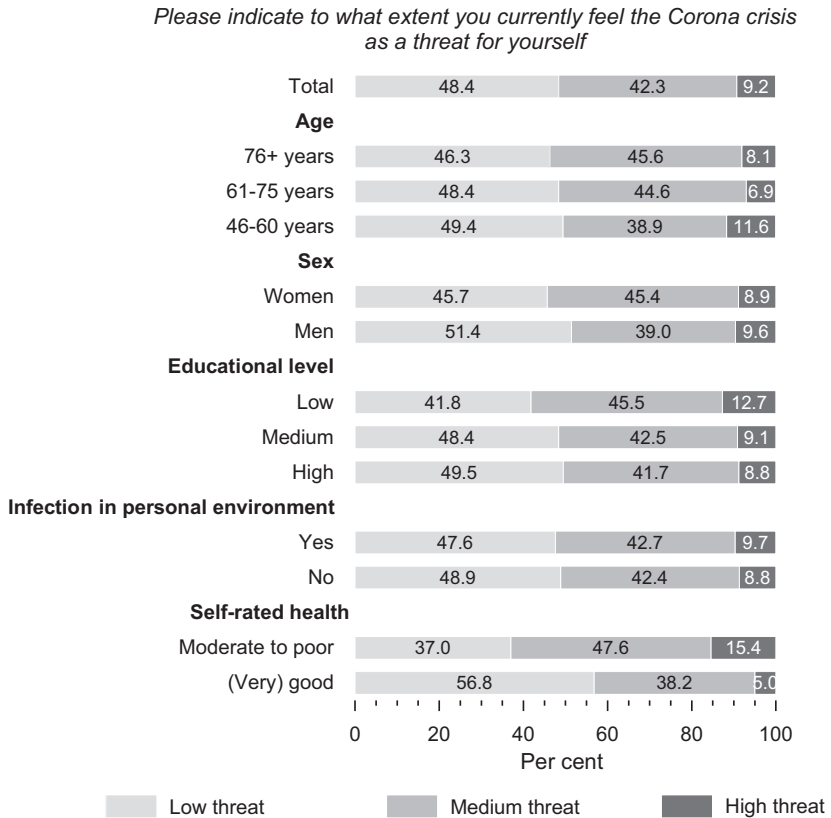 Please indicate to what extent you currently feel the Corona crisis
as a threat for yourself
Total 48.4 42.3 9.2
Age
76+ years 46.3 45.6 8.1
61-75 years 48.4 44.6 6.9
46-60 years 49.4 38.9 11.6
Sex
Women 45.7 45.4 8.9
Men 51.4 39.0 9.6
Educational level
Low 41.8 45.5 12.7
Medium 48.4 42.5 9.1
High 49.5 41.7 8.8
Infection in personal environment
Yes 47.6 42.7 9.7
No 48.9 42.4 8.8
Self-rated health
Moderate to poor 37.0 47.6 15.4
(Very) good 56.8 38.2 5.0
0 20 40 60 80 100
Per cent
Low threat Medium threat High threat